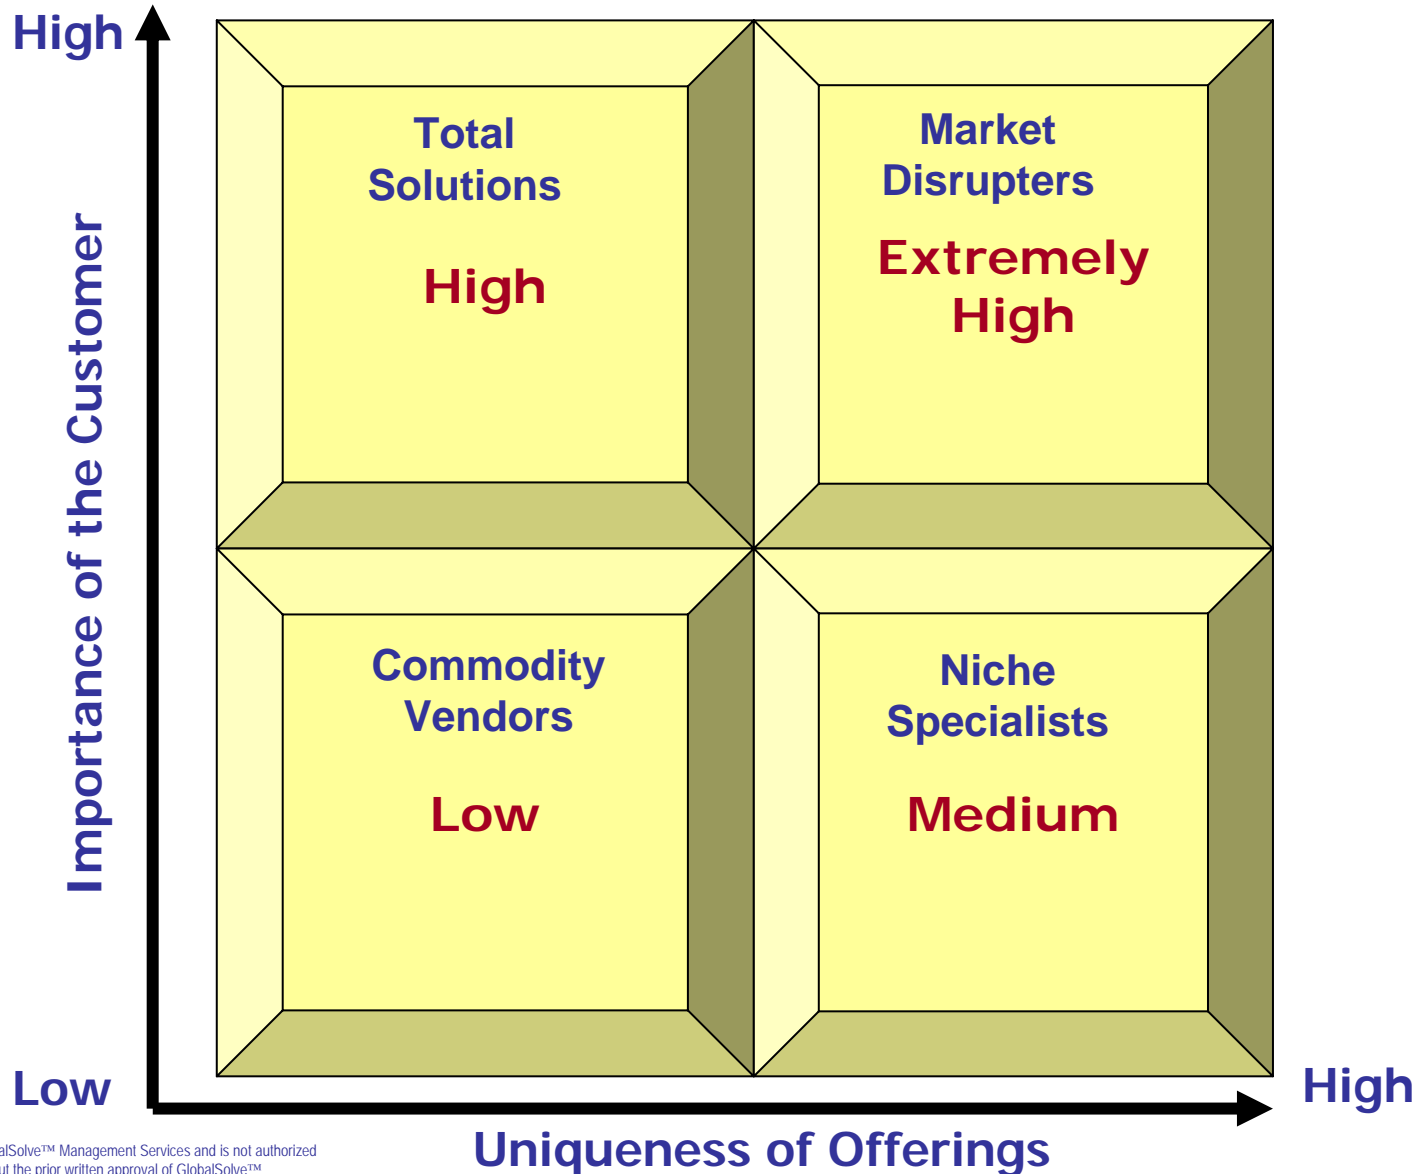 High
Total
Solutions
High
Market
Disrupters
Extremely
High
Importance of the Customer
Commodity
Vendors
Low
Niche
Specialists
Medium
Low
High
Uniqueness of Offerings
alSolve™ Management Services and is not authorized
ut the prior written approval of GlobalSolve™